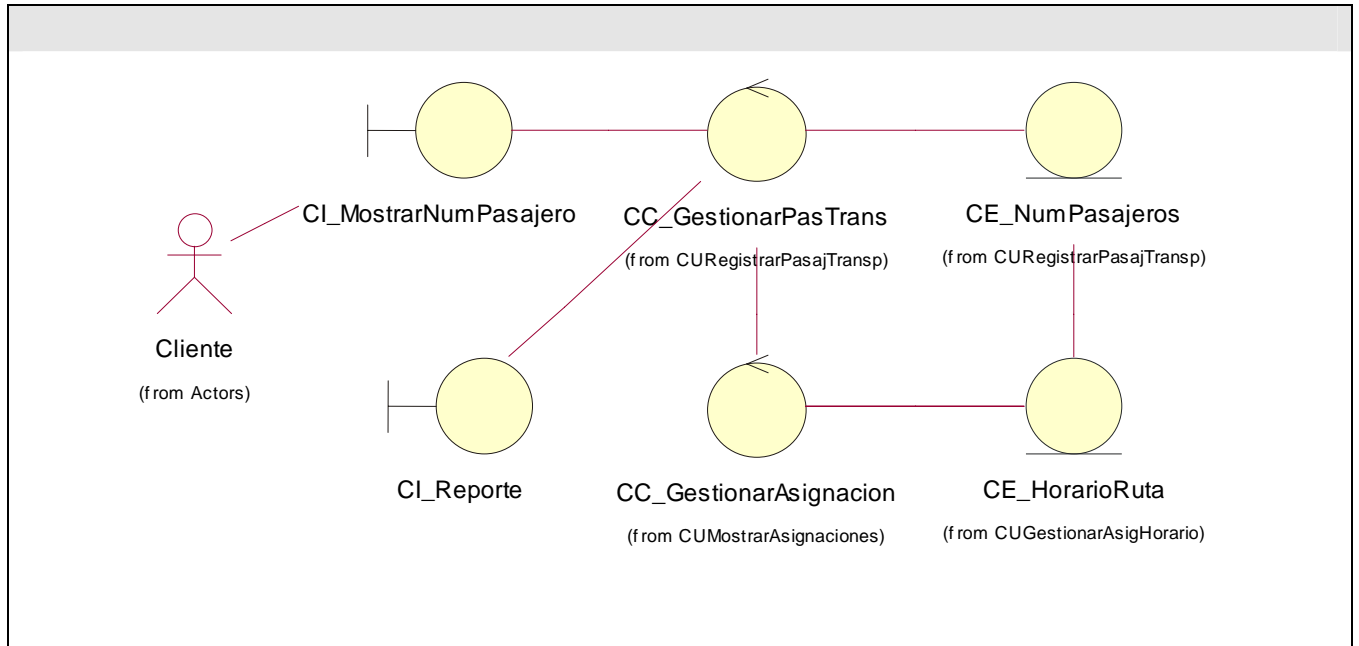 CI_MostrarNumPasajero
CC_GestionarPasTrans
(from CURegistrarPasajTransp)
CE_NumPasajeros
(from CURegistrarPasajTransp)
Cliente
(from Actors)
CI_Reporte
CC_GestionarAsignacion
(from CUMostrarAsignaciones)
CE_HorarioRuta
(from CUGestionarAsigHorario)